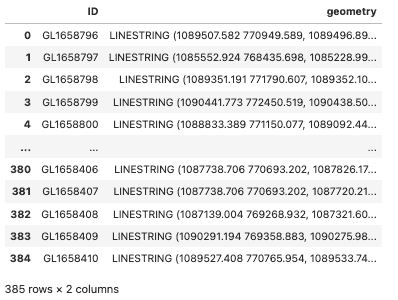 ID geometry
0 GL1658796 LINESTRING (1089507.582 770949.589, 1089496.89...
1 GL1658797 LINESTRING (1085552.924 768435.698, 1085228.99...
2 GL1658798 LINESTRING (1089351.191 771790.607, 1089352.10...
3 GL1658799 LINESTRING (1090441.773 772450.519, 1090438.50...
4 GL1658800 LINESTRING (1088833.389 771150.077, 1089092.44...
... ... ...
380 GL1658406 LINESTRING (1087738.706 770693.202, 1087826.17...
381 GL1658407 LINESTRING (1087738.706 770693.202, 1087720.21...
382 GL1658408 LINESTRING (1087139.004 769268.932, 1087321.60...
383 GL1658409 LINESTRING (1090291.194 769358.883, 1090275.98...
384 GL1658410 LINESTRING (1089527.408 770765.954, 1089533.74...
385 rows × 2 columns